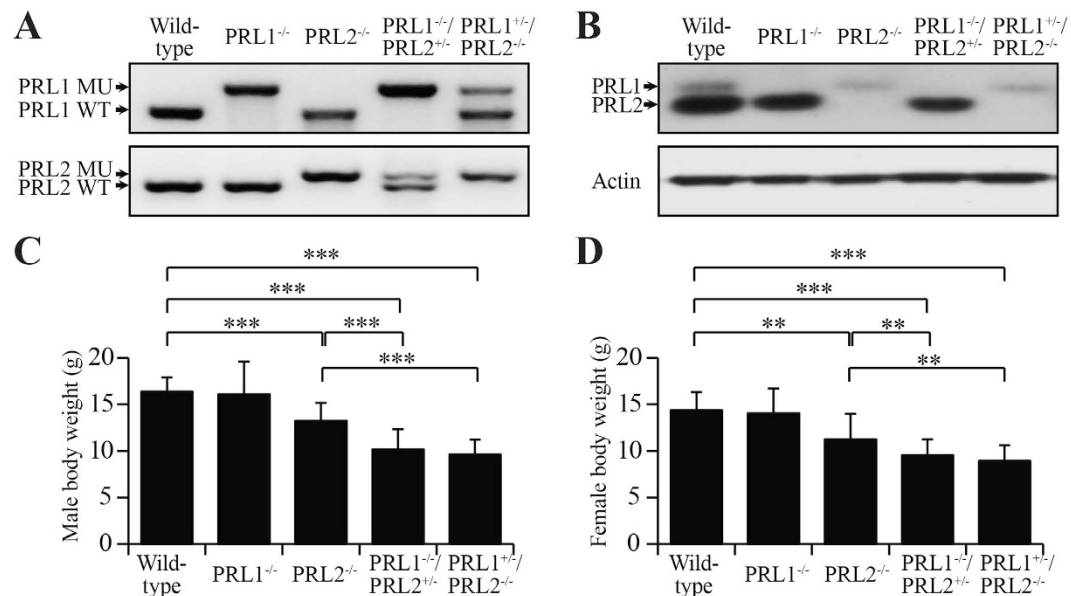 A
Wild-
type
PRL1-/-
PRL2-/-
PRL1-/-/
PRL2+/-
PRL1+/-/
PRL2-/-
PRL1 MU
PRL1 WT
PRL2 MU
PRL2 WT
B
Wild-
type
PRL1-/-
PRL2-/-
PRL1-/-/
PRL2+/-
PRL1+/-/
PRL2-/-
PRL1
PRL2
Actin
C
***
***
***
***
***
Male body weight (g)
20
15
10
5
0
Wild-
type
PRL1-/-
PRL2-/-
PRL1-/-/
PRL2+/-
PRL1+/-/
PRL2-/-
D
***
***
**
**
**
Female body weight (g)
20
15
10
5
0
Wild-
type
PRL1-/-
PRL2-/-
PRL1-/-/
PRL2+/-
PRL1+/-/
PRL2-/-